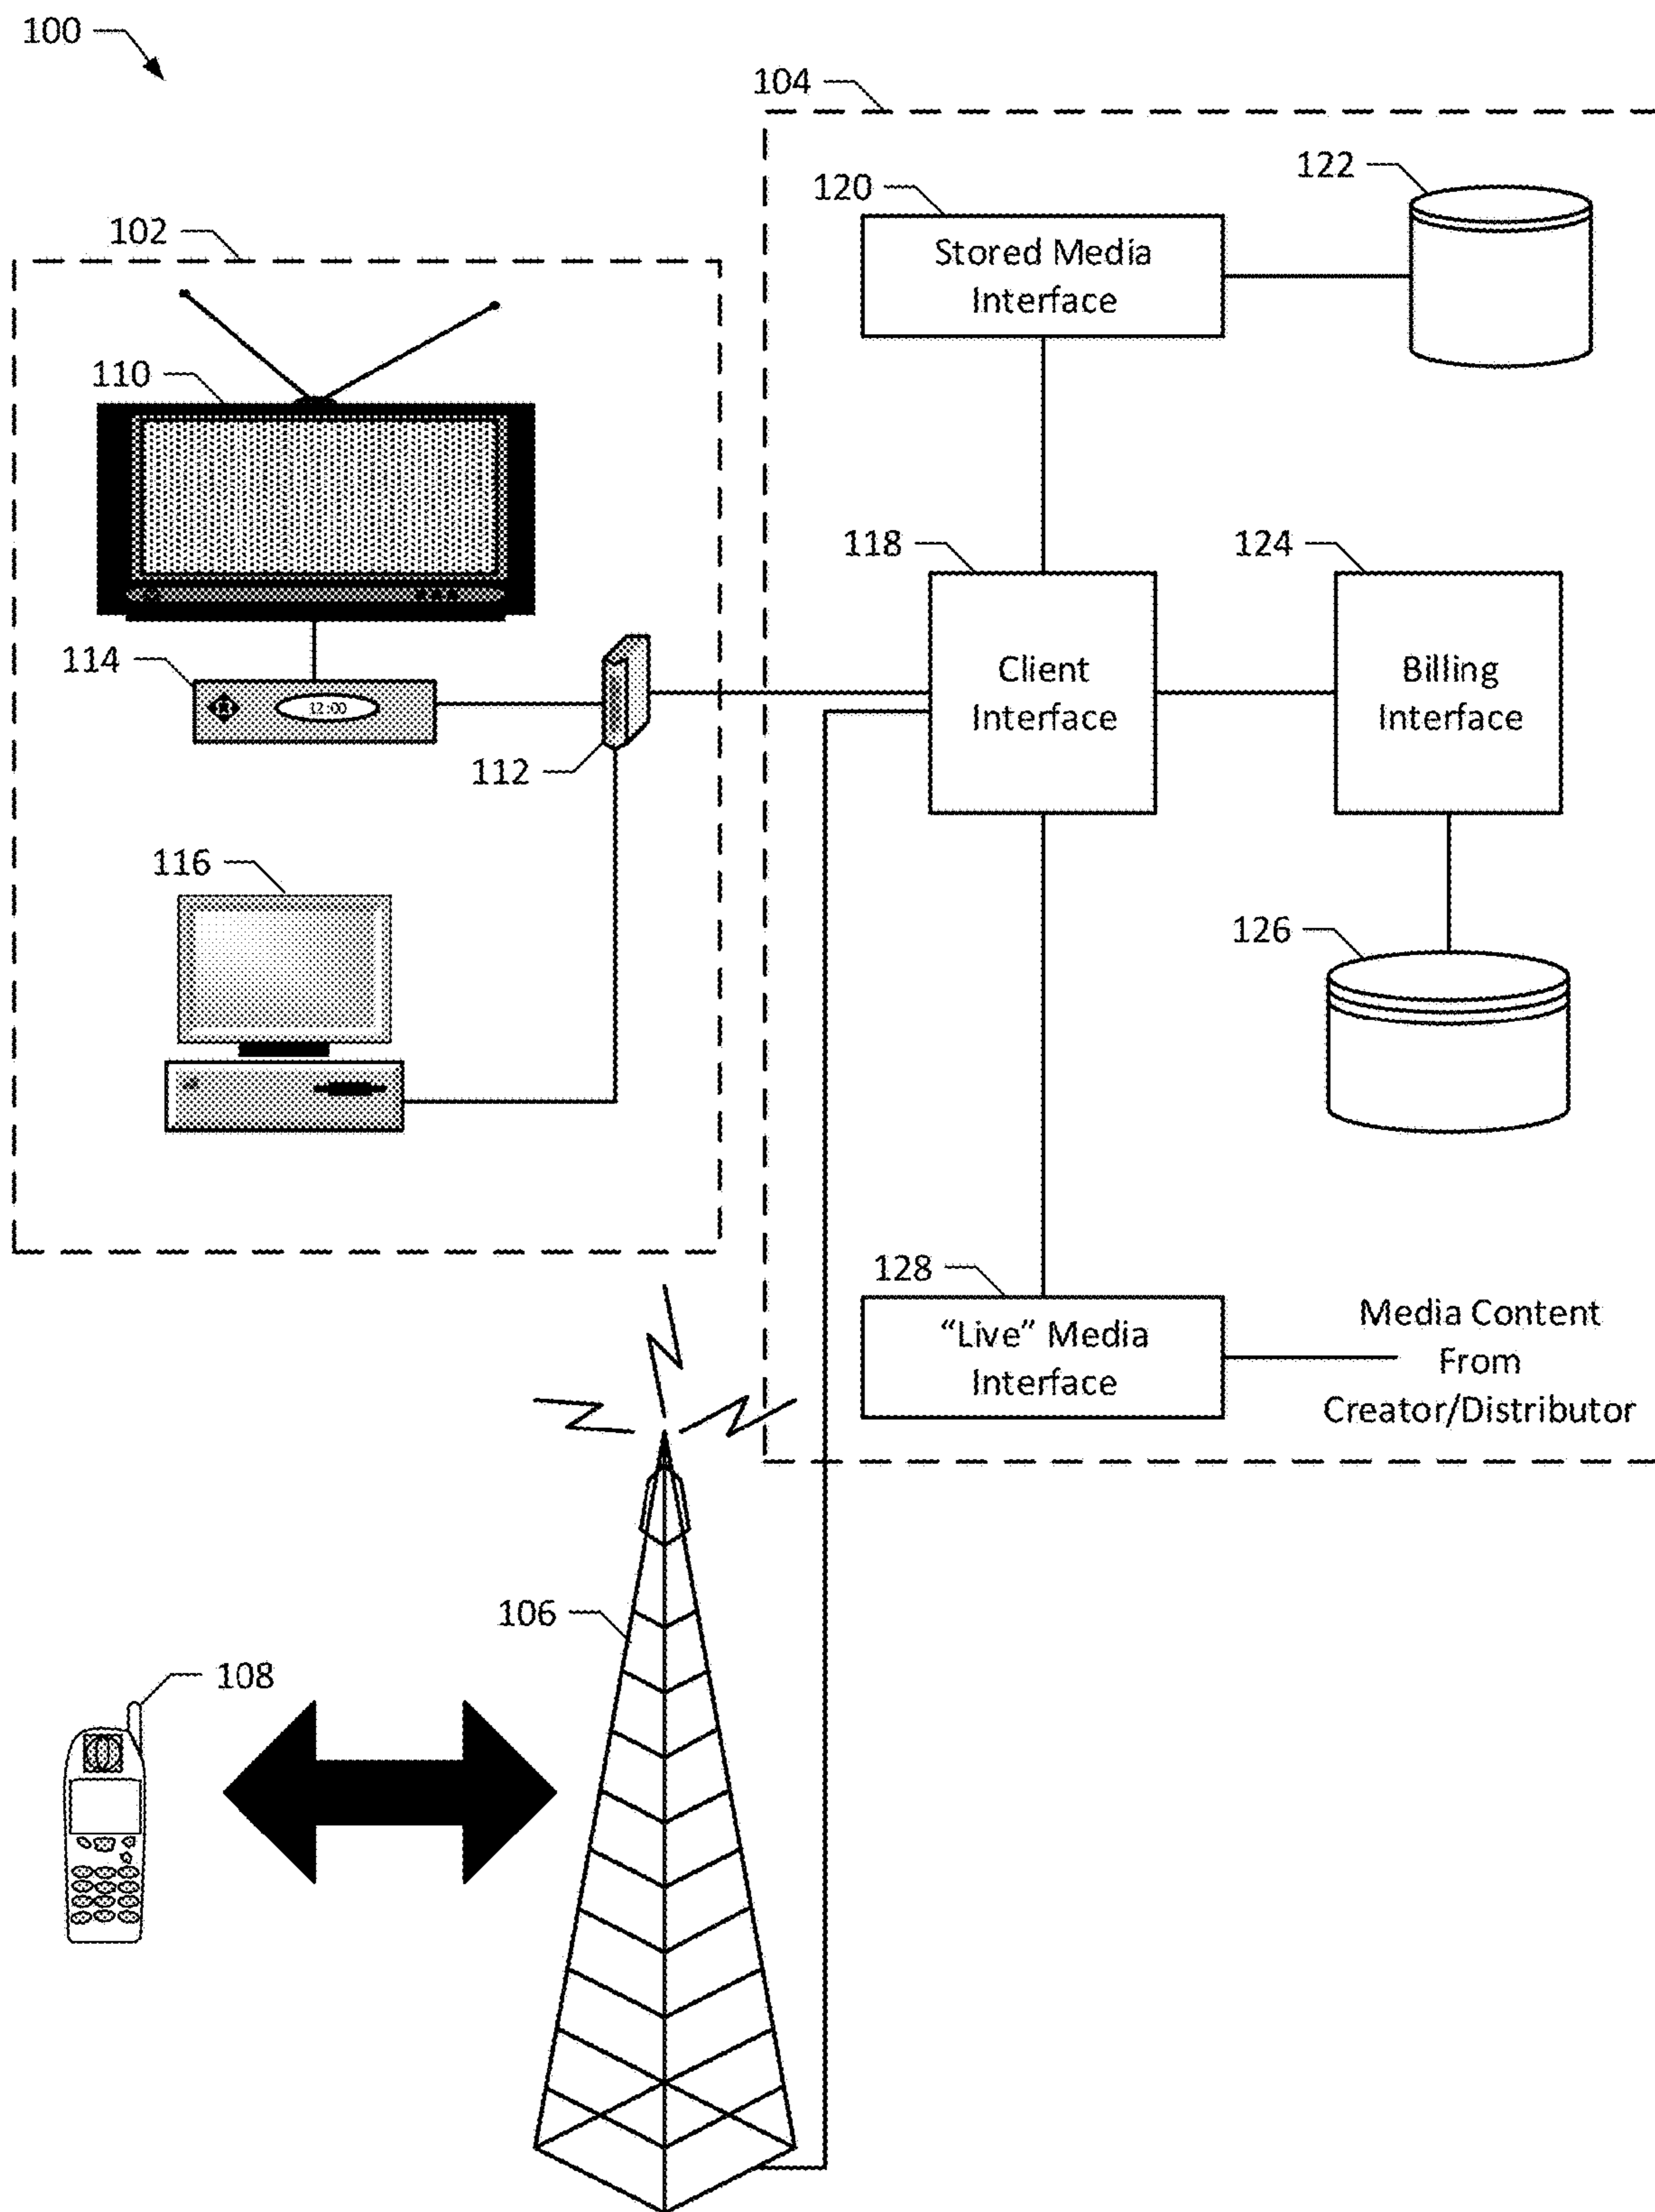 100
104
122
120
Stored Media
Interface
102
110
118
124
Client
Interface
Billing
Interface
114
12:00
112
116
126
128
"Live" Media
Interface
Media Content
From
Creator/Distributor
106
108